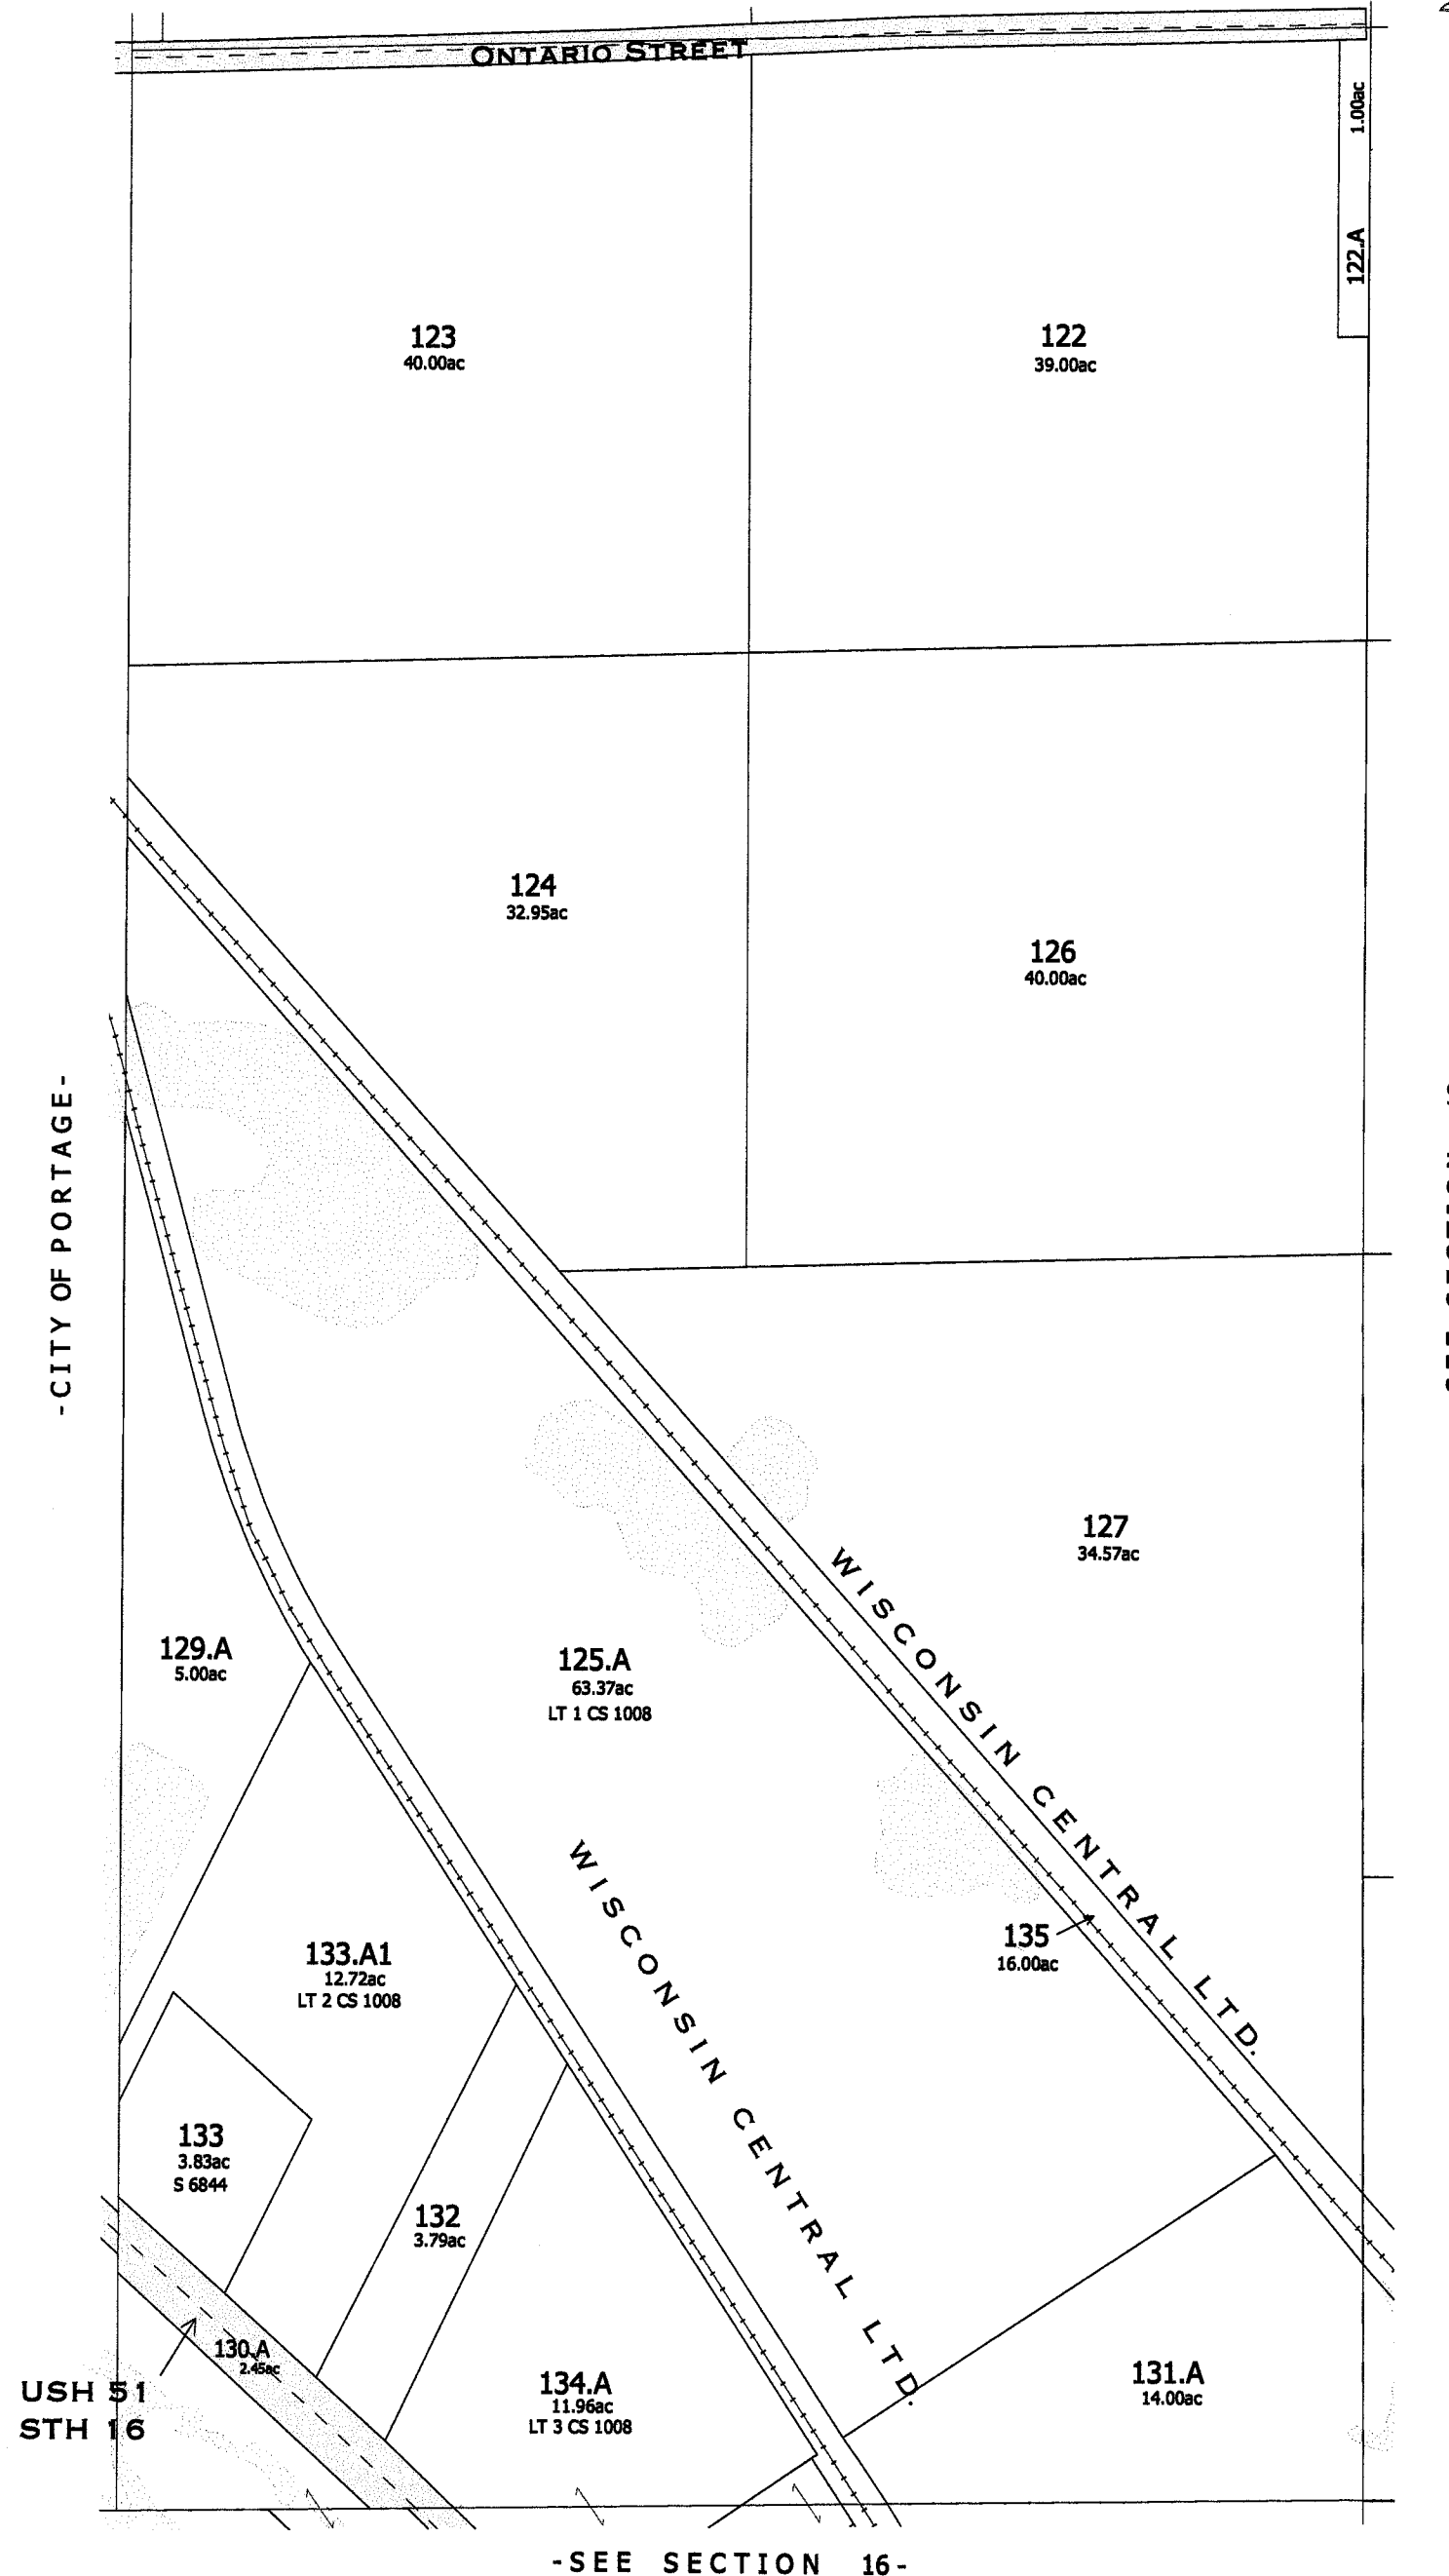 ONTARIO STREET
1.00ac
122.A
123
40.00ac
122
39.00ac
124
32.95ac
126
40.00ac
-CITY OF PORTAGE-
127
34.57ac
WISCONSIN CENTRAL LTD.
129.A
5.00ac
125.A
63.37ac
LT 1 CS 1008
WISCONSIN CENTRAL LTD.
135
16.00ac
133.A1
12.72ac
LT 2 CS 1008
133
3.83ac
S 6844
132
3.79ac
130.A
2.45ac
USH 51
STH 16
134.A
11.96ac
LT 3 CS 1008
131.A
14.00ac
-SEE SECTION 16-